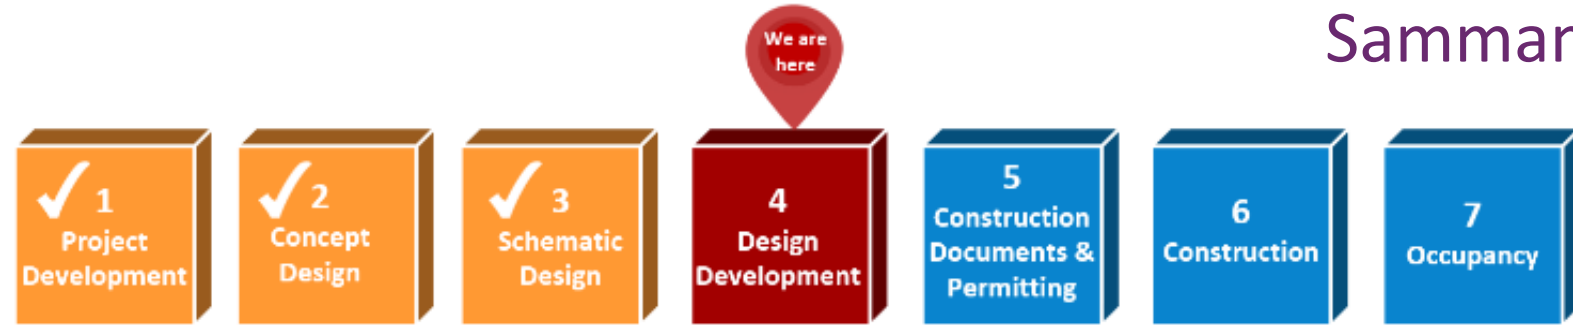 We are
here
Sammar
1
Project
Development
2
Concept
Design
3
Schematic
Design
4
Design
Development
5
Construction
Documents &
Permitting
6
Construction
7
Occupancy